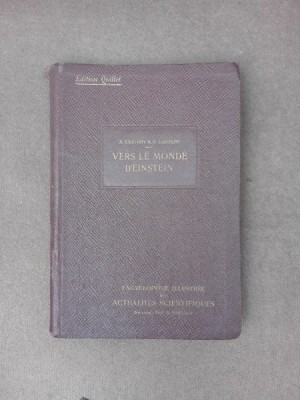 Édition Quillet
VERS LE MONDE
D'EINSTEIN
ENCYCLOPÉDIE ILLUSTRÉE
DES
ACTUALITÉS SCIENTIFIQUES